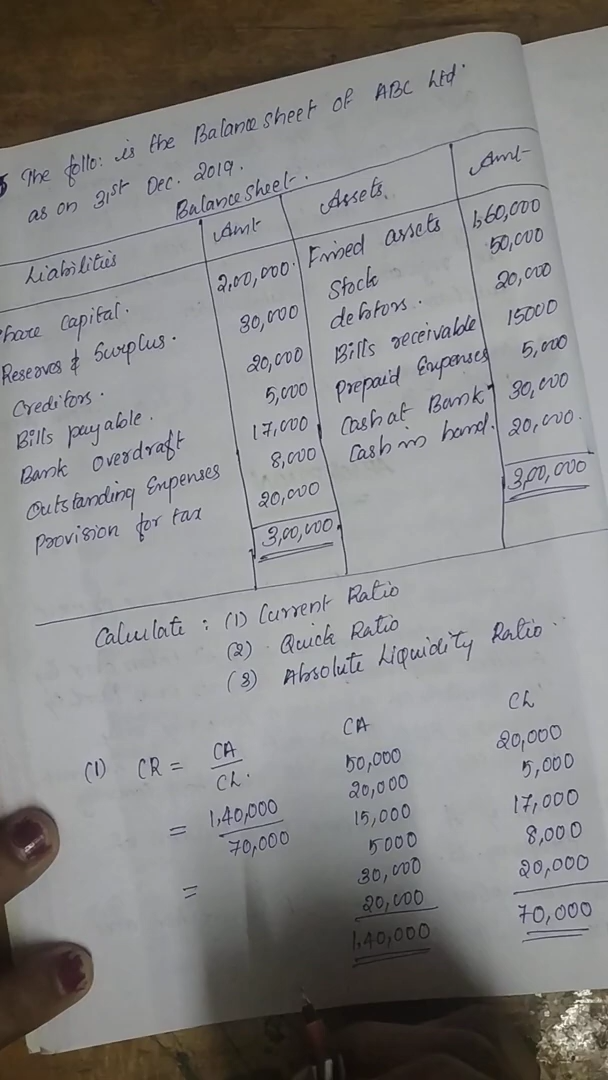 5 The follo: is the Balance sheet of ABC Ltd.
as on 31st Dec. 2019.
Balance sheet.
Liabilities Amt Assets. Amt
Share Capital. 2,00,000. Fixed assets 1,60,000
Reserves & Surplus. 30,000 Stock 50,000
Creditors. 20,000 debtors. 20,000
Bills payable. 5,000 Bills receivable 15000
Bank overdraft 17,000 Prepaid Expenses 5,000
Outstanding Expenses 8,000 Cash at Bank 30,000
Provision for tax 20,000 Cash in hand. 20,000.
3,00,000. 3,00,000
Calculate : (1) Current Ratio
(2) Quick Ratio
(3) Absolute Liquidity Ratio.
(1) CR = CA / CL. CA CL
= 1,40,000 / 70,000 50,000 20,000
= 20,000 5,000
15,000 17,000
5000 8,000
30,000 20,000
20,000 70,000
1,40,000